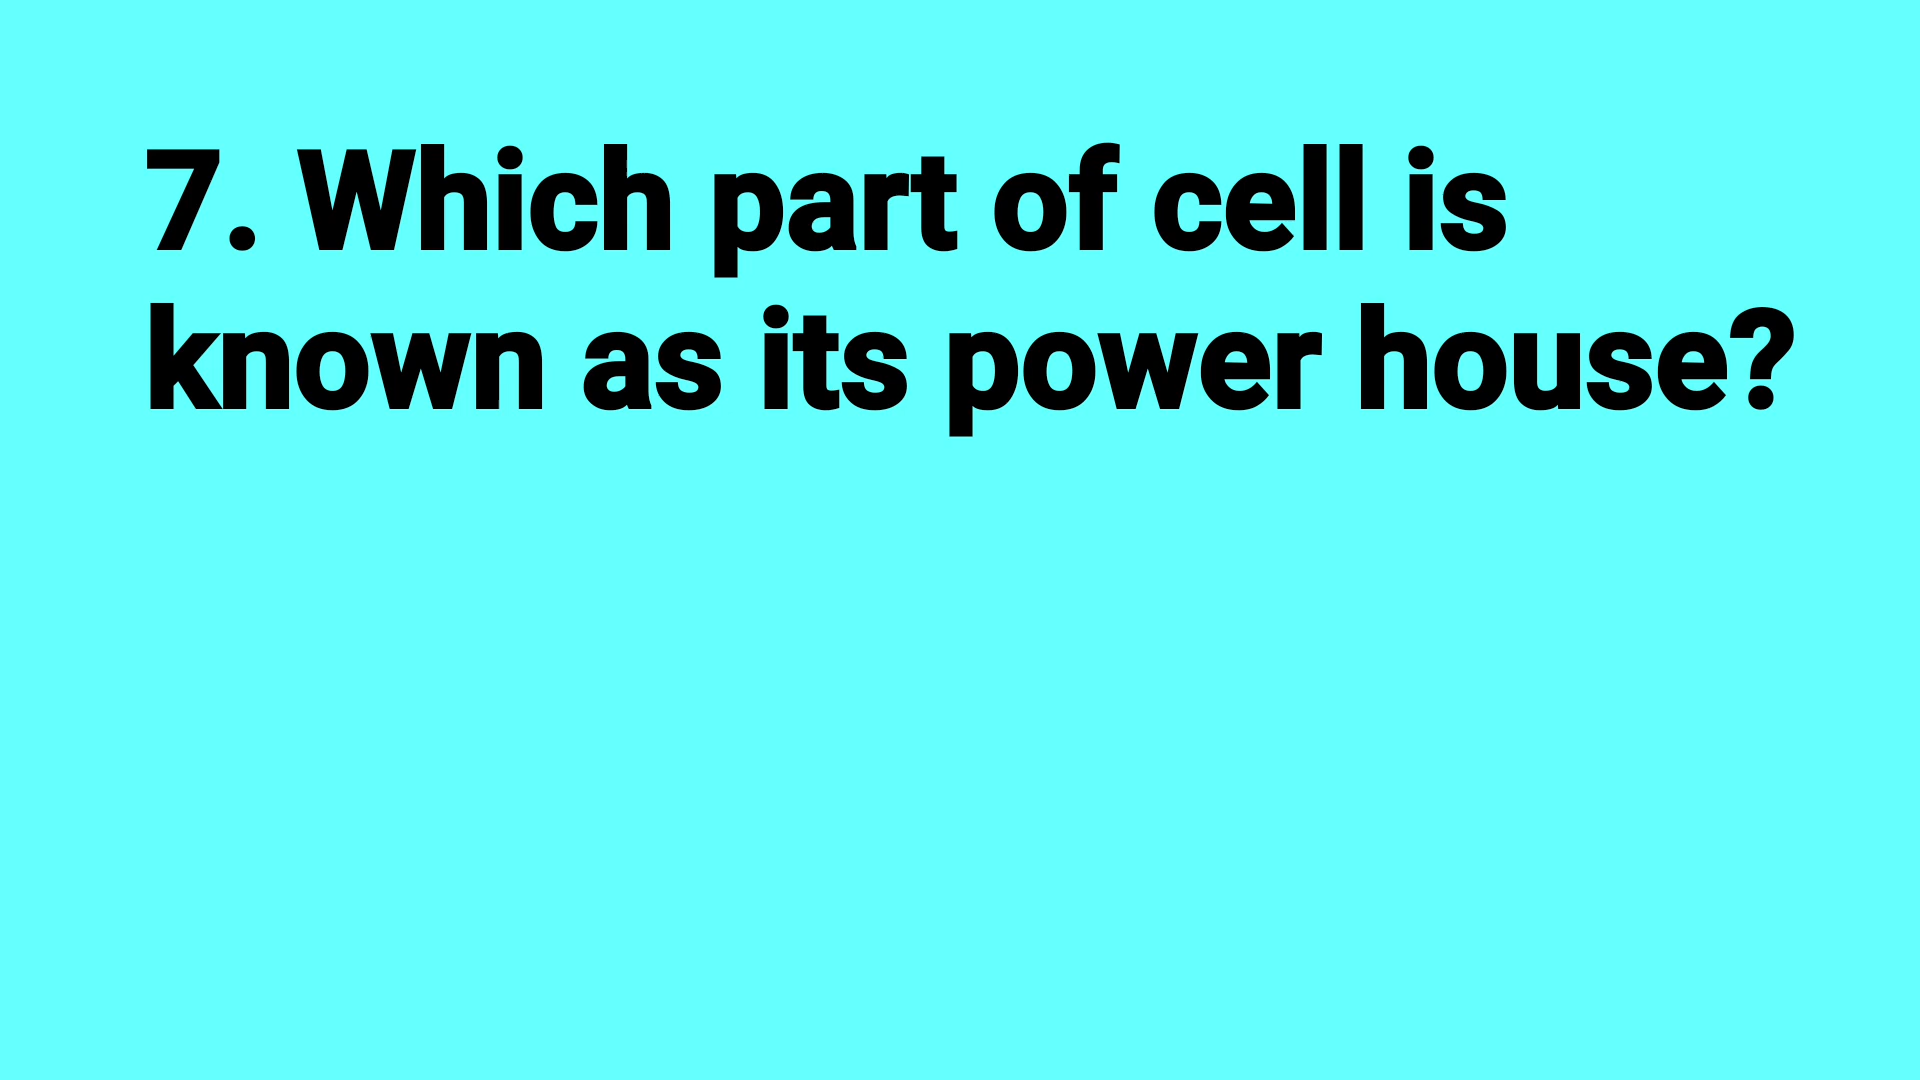 7. Which part of cell is
known as its power house?